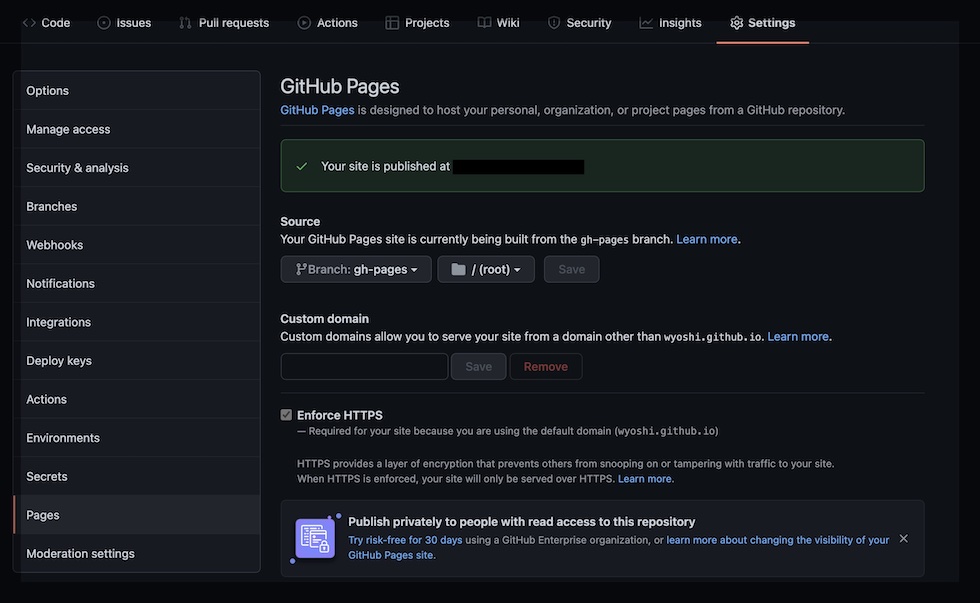 Code Issues Pull requests Actions Projects Wiki Security Insights Settings
Options
Manage access
Security & analysis
Branches
Webhooks
Notifications
Integrations
Deploy keys
Actions
Environments
Secrets
Pages
Moderation settings
GitHub Pages
GitHub Pages is designed to host your personal, organization, or project pages from a GitHub repository.
Your site is published at
Source
Your GitHub Pages site is currently being built from the gh-pages branch. Learn more.
Branch: gh-pages / (root) Save
Custom domain
Custom domains allow you to serve your site from a domain other than wyoshi.github.io. Learn more.
Save Remove
Enforce HTTPS
— Required for your site because you are using the default domain (wyoshi.github.io)
HTTPS provides a layer of encryption that prevents others from snooping on or tampering with traffic to your site.
When HTTPS is enforced, your site will only be served over HTTPS. Learn more.
Publish privately to people with read access to this repository
Try risk-free for 30 days using a GitHub Enterprise organization, or learn more about changing the visibility of your
GitHub Pages site.